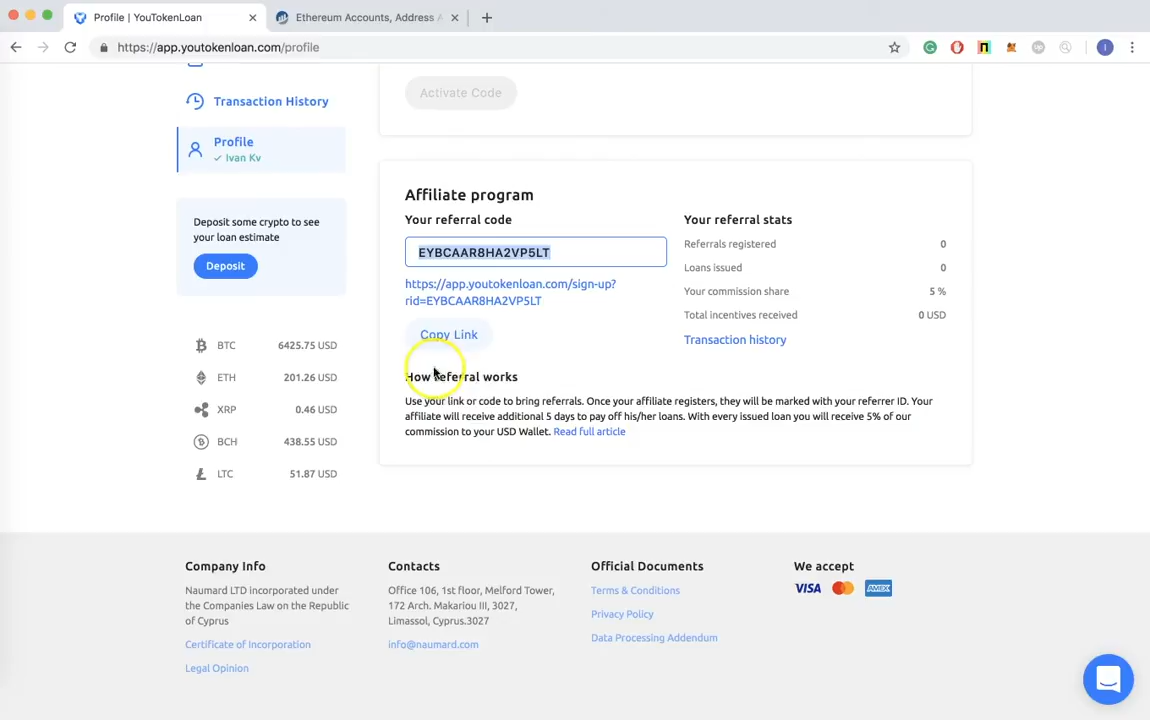 Profile | YouTokenLoan
Ethereum Accounts, Address A
https://app.youtokenloan.com/profile
Transaction History
Profile
Ivan Kv
Deposit some crypto to see
your loan estimate
Deposit
BTC 6425.75 USD
ETH 201.26 USD
XRP 0.46 USD
BCH 438.55 USD
LTC 51.87 USD
Activate Code
Affiliate program
Your referral code
EYBCAAR8HA2VP5LT
https://app.youtokenloan.com/sign-up?
rid=EYBCAAR8HA2VP5LT
Copy Link
Your referral stats
Referrals registered 0
Loans issued 0
Your commission share 5 %
Total incentives received 0 USD
Transaction history
How referral works
Use your link or code to bring referrals. Once your affiliate registers, they will be marked with your referrer ID. Your
affiliate will receive additional 5 days to pay off his/her loans. With every issued loan you will receive 5% of our
commission to your USD Wallet. Read full article
Company Info
Naumard LTD incorporated under
the Companies Law on the Republic
of Cyprus
Certificate of Incorporation
Legal Opinion
Contacts
Office 106, 1st floor, Melford Tower,
172 Arch. Makariou III, 3027,
Limassol, Cyprus.3027
info@naumard.com
Official Documents
Terms & Conditions
Privacy Policy
Data Processing Addendum
We accept
VISA
AMEX